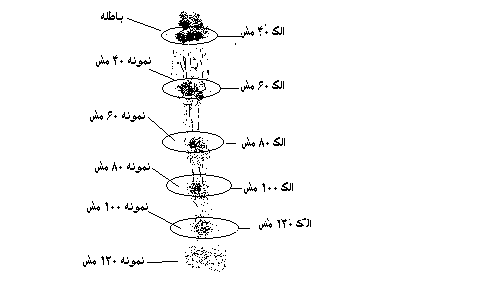 باطله
الک ۴۰ مش
نمونه ۴۰ مش
الک ۶۰ مش
نمونه ۶۰ مش
الک ۸۰ مش
نمونه ۸۰ مش
الک ۱۰۰ مش
نمونه ۱۰۰ مش
الک ۱۲۰ مش
نمونه ۱۲۰ مش